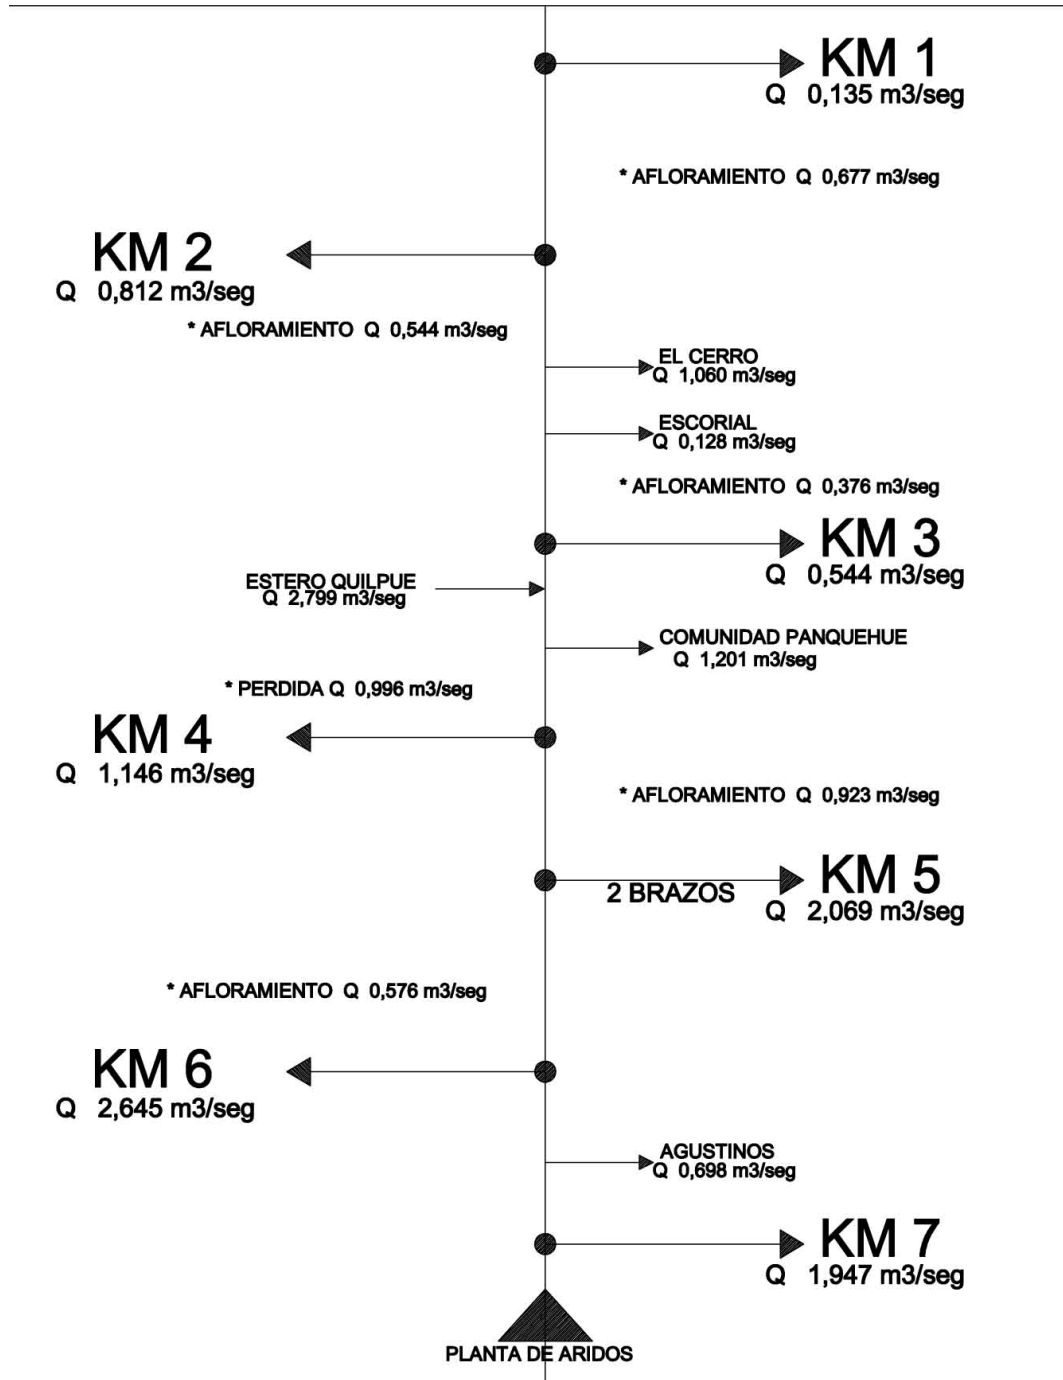 KM 1
Q 0,135 m3/seg
* AFLORAMIENTO Q 0,677 m3/seg
KM 2
Q 0,812 m3/seg
* AFLORAMIENTO Q 0,544 m3/seg
EL CERRO
Q 1,060 m3/seg
ESCORIAL
Q 0,128 m3/seg
* AFLORAMIENTO Q 0,376 m3/seg
KM 3
Q 0,544 m3/seg
ESTERO QUILPUE
Q 2,799 m3/seg
COMUNIDAD PANQUEHUE
Q 1,201 m3/seg
* PERDIDA Q 0,996 m3/seg
KM 4
Q 1,146 m3/seg
* AFLORAMIENTO Q 0,923 m3/seg
KM 5
2 BRAZOS
Q 2,069 m3/seg
* AFLORAMIENTO Q 0,576 m3/seg
KM 6
Q 2,645 m3/seg
AGUSTINOS
Q 0,698 m3/seg
KM 7
Q 1,947 m3/seg
PLANTA DE ARIDOS